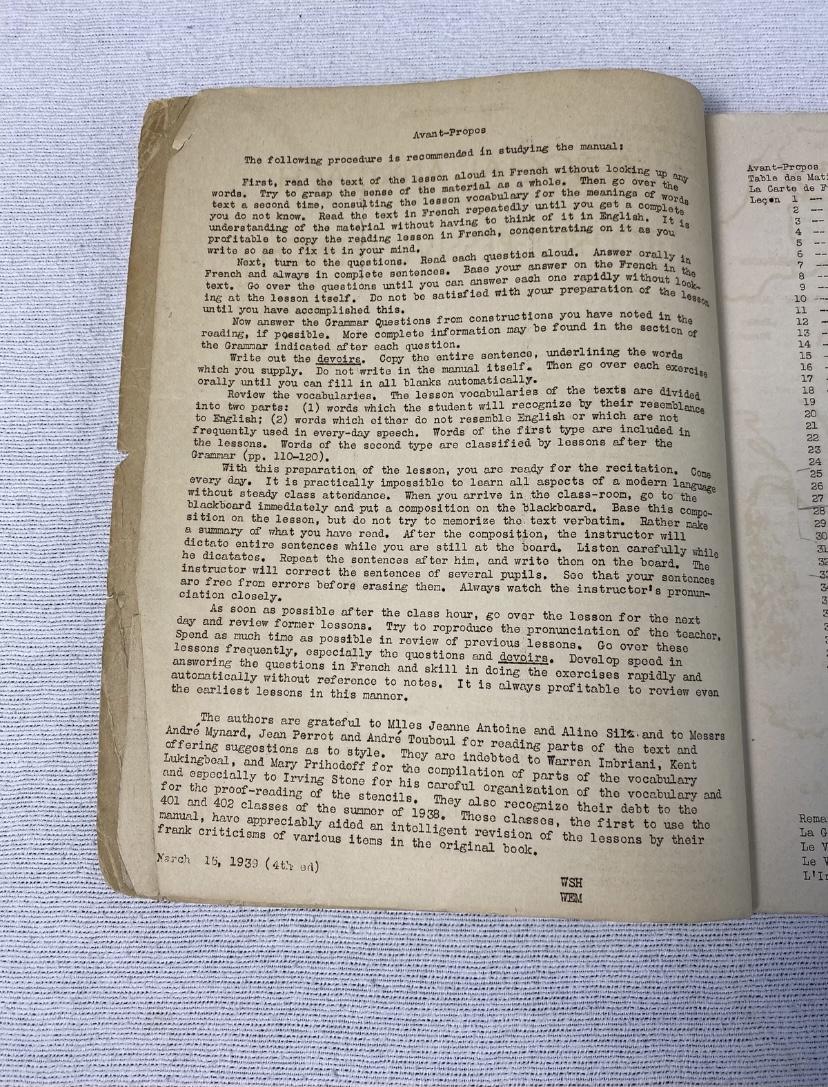 Avant-Propos
The following procedure is recommended in studying the manual:
First, read the text of the lesson aloud in French without looking up any
words. Try to grasp the sense of the material as a whole. Then go over the
text a second time, consulting the lesson vocabulary for the meanings of words
you do not know. Read the text in French repeatedly until you get a complete
understanding of the material without having to think of it in English. It is
profitable to copy the reading lesson in French, concentrating on it as you
write so as to fix it in your mind.
Next, turn to the questions. Read each question aloud. Answer orally in
French and always in complete sentences. Base your answer on the French in the
text. Go over the questions until you can answer each one rapidly without look-
ing at the lesson itself. Do not be satisfied with your preparation of the lesson
until you have accomplished this.
Now answer the Grammar Questions from constructions you have noted in the
reading, if possible. More complete information may be found in the section of
the Grammar indicated after each question.
Write out the devoirs. Copy the entire sentence, underlining the words
which you supply. Do not write in the manual itself. Then go over each exercise
orally until you can fill in all blanks automatically.
Review the vocabularies. The lesson vocabularies of the texts are divided
into two parts: (1) words which the student will recognize by their resemblance
to English; (2) words which either do not resemble English or which are not
frequently used in every-day speech. Words of the first type are included in
the lessons. Words of the second type are classified by lessons after the
Grammar (pp. 110-120).
With this preparation of the lesson, you are ready for the recitation. Come
every day. It is practically impossible to learn all aspects of a modern language
without steady class attendance. When you arrive in the class-room, go to the
blackboard immediately and put a composition on the blackboard. Base this compo-
sition on the lesson, but do not try to memorize the text verbatim. Rather make
a summary of what you have read. After the composition, the instructor will
dictate entire sentences while you are still at the board. Listen carefully while
he dicatates. Repeat the sentences after him, and write them on the board. The
instructor will correct the sentences of several pupils. See that your sentences
are free from errors before erasing them. Always watch the instructor's pronun-
ciation closely.
As soon as possible after the class hour, go over the lesson for the next
day and review former lessons. Try to reproduce the pronunciation of the teacher.
Spend as much time as possible in review of previous lessons. Go over these
lessons frequently, especially the questions and devoirs. Develop speed in
answering the questions in French and skill in doing the exercises rapidly and
automatically without reference to notes. It is always profitable to review even
the earliest lessons in this manner.
The authors are grateful to Mlles Jeanne Antoine and Aline Silz and to Messrs
André Mynard, Jean Perrot and André Touboul for reading parts of the text and
offering suggestions as to style. They are indebted to Warren Imbriani, Kent
Lukingbeal, and Mary Prihodeff for the compilation of parts of the vocabulary
and especially to Irving Stone for his careful organization of the vocabulary and
for the proof-reading of the stencils. They also recognize their debt to the
401 and 402 classes of the summer of 1938. These classes, the first to use the
manual, have appreciably aided an intelligent revision of the lessons by their
frank criticisms of various items in the original book.
March 15, 1939 (4th ed)
WSH
WEM
Avant-Propos
Table des Mati
La Carte de F
Leçon 1 --
2 --
3 --
4 --
5 --
6 --
7 --
8 --
9 --
10 --
11 --
12 --
13 --
14 --
15 --
16 --
17 --
18 --
19
20
21
22
23
24
25
26
27
28
29
30
31
Rema
La G
Le V
Le V
L'In